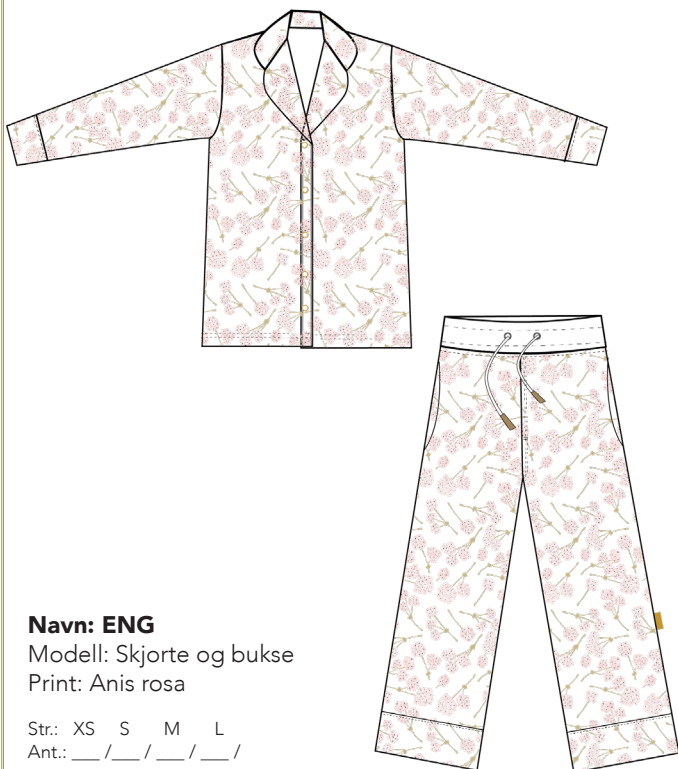 Navn: ENG
Modell: Skjorte og bukse
Print: Anis rosa
Str.: XS S M L
Ant.: ___ /___ / ___ / ___ /